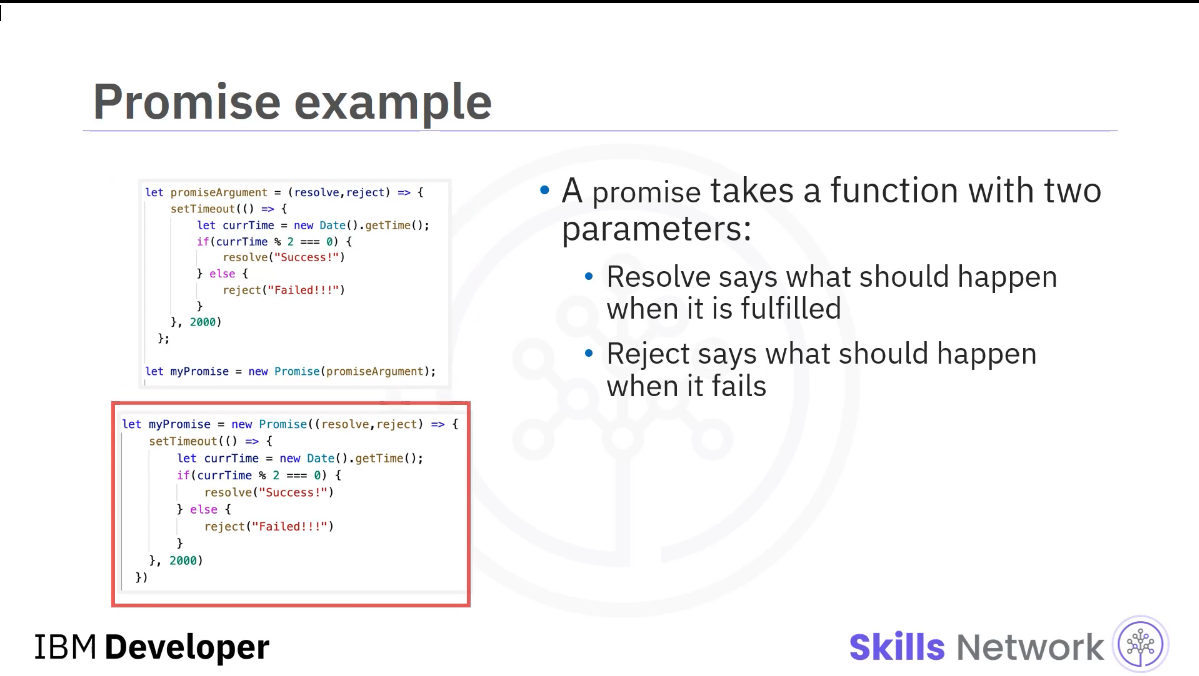 Promise example
let promiseArgument = (resolve,reject) => {
setTimeout(() => {
let currTime = new Date().getTime();
if(currTime % 2 === 0) {
resolve("Success!")
} else {
reject("Failed!!!")
}
}, 2000)
};
let myPromise = new Promise(promiseArgument);
let myPromise = new Promise((resolve,reject) => {
setTimeout(() => {
let currTime = new Date().getTime();
if(currTime % 2 === 0) {
resolve("Success!")
} else {
reject("Failed!!!")
}
}, 2000)
})
• A promise takes a function with two
parameters:
• Resolve says what should happen
when it is fulfilled
• Reject says what should happen
when it fails
IBM Developer
Skills Network